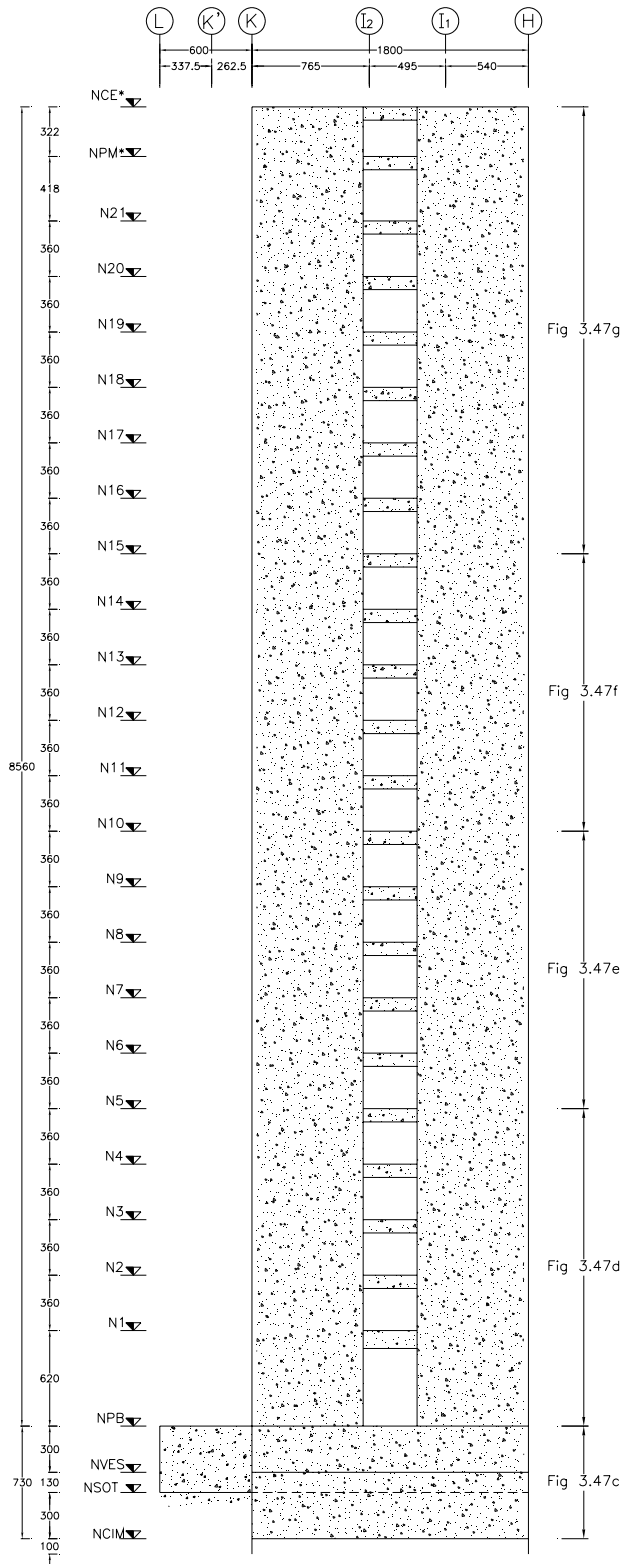 L K' K I2 I1 H
600 1800
337.5 262.5 765 495 540
NCE*
322
NPM*
418
N21
360
N20
360
N19
360
Fig 3.47g
N18
360
N17
360
N16
360
N15
360
N14
360
N13
360
Fig 3.47f
N12
360
8560
N11
360
N10
360
N9
360
N8
360
Fig 3.47e
N7
360
N6
360
N5
360
N4
360
N3
360
Fig 3.47d
N2
360
N1
620
NPB
300
NVES
730 130 Fig 3.47c
NSOT
300
NCIM
100